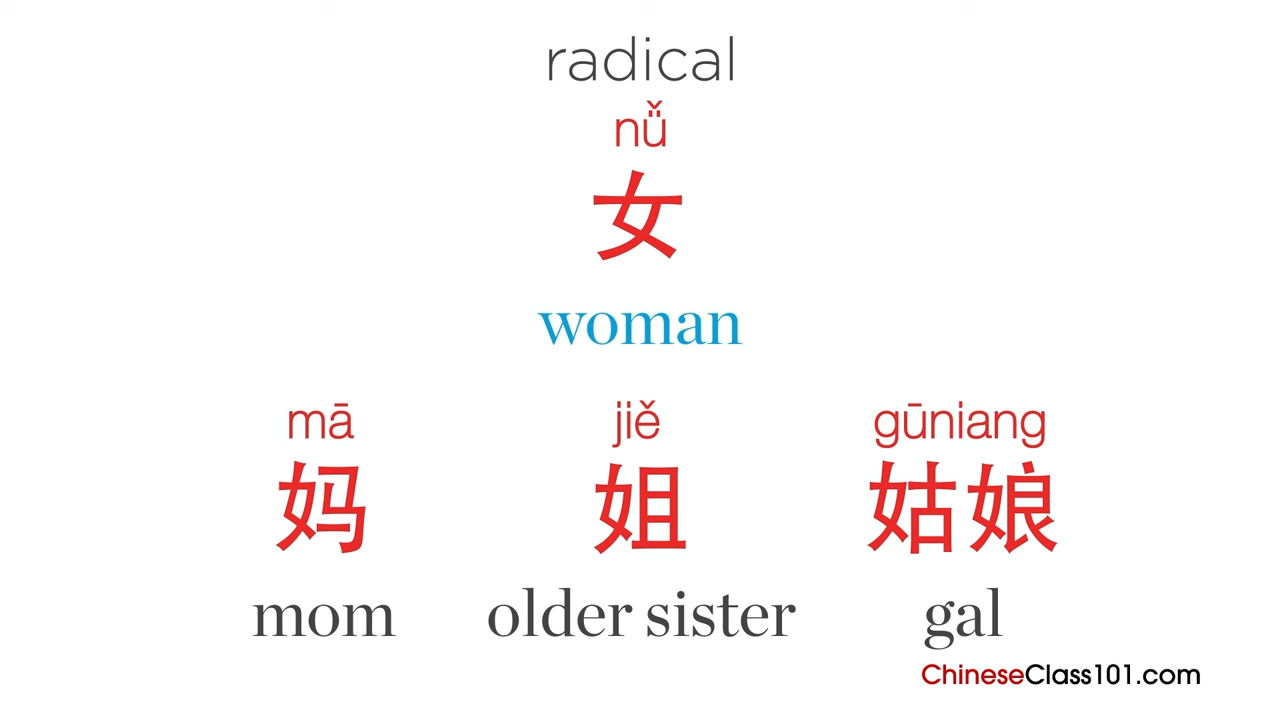 radical
nǚ
女
woman
mā jiě gūniang
妈 姐 姑娘
mom older sister gal
ChineseClass101.com